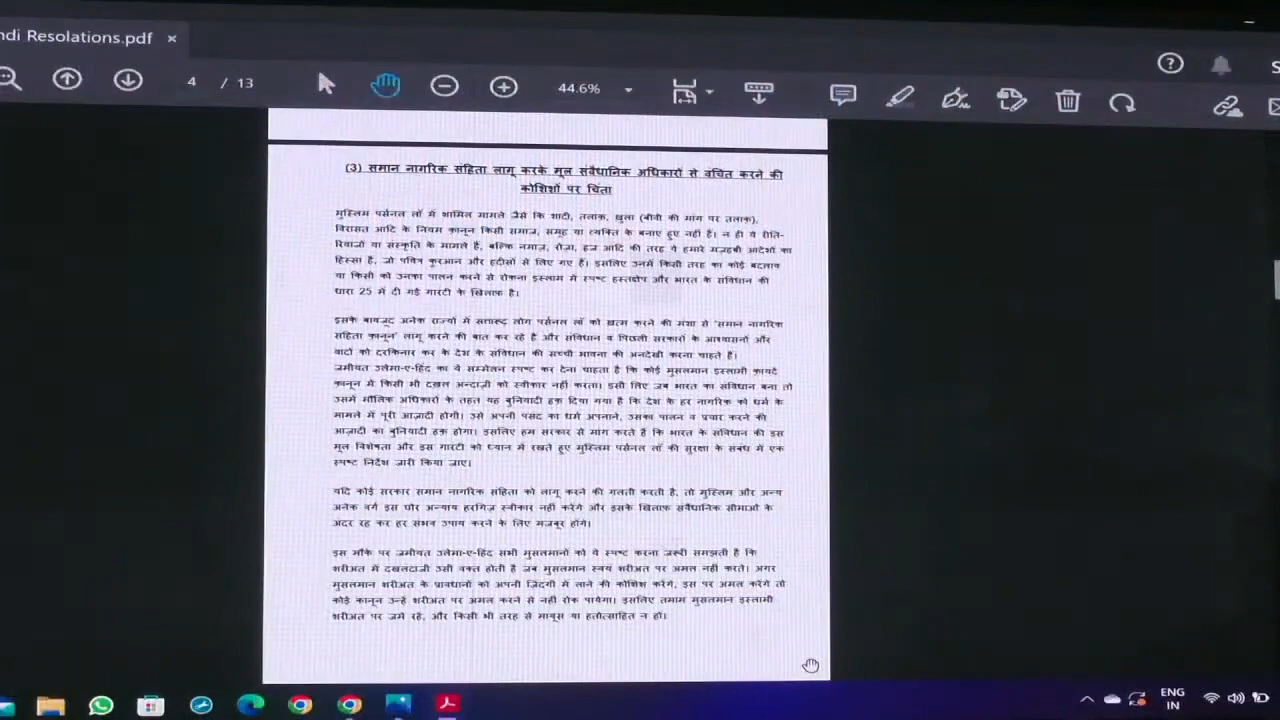 ndi Resolations.pdf ×
4 / 13
44.6%
(3) समान नागरिक संहिता लागू करके मूल संवैधानिक अधिकारों से वंचित करने की
कोशिशों पर चिंता
मुस्लिम पर्सनल लॉ में शामिल मामले जैसे कि शादी, तलाक़, खुला (बीवी की मांग पर तलाक़),
विरासत आदि के नियम क़ानून किसी समाज, समूह या व्यक्ति के बनाए हुए नहीं हैं। न ही ये रीति-
रिवाजों या संस्कृति के मामले हैं, बल्कि नमाज़, रोज़ा, हज आदि की तरह ये हमारे मज़हबी आदेशों का
हिस्सा हैं, जो पवित्र कुरआन और हदीसों से लिए गए हैं। इसलिए उनमें किसी तरह का कोई बदलाव
या किसी को उनका पालन करने से रोकना इस्लाम में स्पष्ट हस्तक्षेप और भारत के संविधान की
धारा 25 में दी गई गारंटी के खिलाफ है।
इसके बावजूद अनेक राज्यों में सत्तारूढ़ लोग पर्सनल लॉ को ख़त्म करने की मंशा से 'समान नागरिक
संहिता क़ानून' लागू करने की बात कर रहे हैं और संविधान व पिछली सरकारों के आश्वासनों और
वादों को दरकिनार कर के देश के संविधान की सच्ची भावना की अनदेखी करना चाहते हैं।
जमीयत उलेमा-ए-हिंद का ये सम्मेलन स्पष्ट कर देना चाहता है कि कोई मुसलमान इस्लामी क़ायदे
क़ानून में किसी भी दख़ल अन्दाज़ी को स्वीकार नहीं करता। इसी लिए जब भारत का संविधान बना तो
उसमें मौलिक अधिकारों के तहत यह बुनियादी हक़ दिया गया है कि देश के हर नागरिक को धर्म के
मामले में पूरी आज़ादी होगी। उसे अपनी पसंद का धर्म अपनाने, उसका पालन व प्रचार करने की
आज़ादी का बुनियादी हक़ होगा। इसलिए हम सरकार से मांग करते हैं कि भारत के संविधान की इस
मूल विशेषता और इस गारंटी को ध्यान में रखते हुए मुस्लिम पर्सनल लॉ की सुरक्षा के संबंध में एक
स्पष्ट निर्देश जारी किया जाए।
यदि कोई सरकार समान नागरिक संहिता को लागू करने की गलती करती है, तो मुस्लिम और अन्य
अनेक वर्ग इस घोर अन्याय हरगिज़ स्वीकार नहीं करेंगे और इसके खिलाफ संवैधानिक सीमाओं के
अंदर रह कर हर संभव उपाय करने के लिए मजबूर होंगे।
इस मौक़े पर जमीयत उलेमा-ए-हिंद सभी मुसलमानों को ये स्पष्ट करना जरूरी समझती है कि
शरीअत में दखलंदाजी उसी वक्त होती है जब मुसलमान स्वयं शरीअत पर अमल नहीं करते। अगर
मुसलमान शरीअत के प्रावधानों को अपनी ज़िंदगी में लाने की कोशिश करेंगे, इस पर अमल करेंगे तो
कोई कानून उन्हें शरीअत पर अमल करने से नहीं रोक पायेगा। इसलिए तमाम मुसलमान इस्लामी
शरीअत पर जमे रहें, और किसी भी तरह से मायूस या हतोत्साहित न हों।
ENG
IN